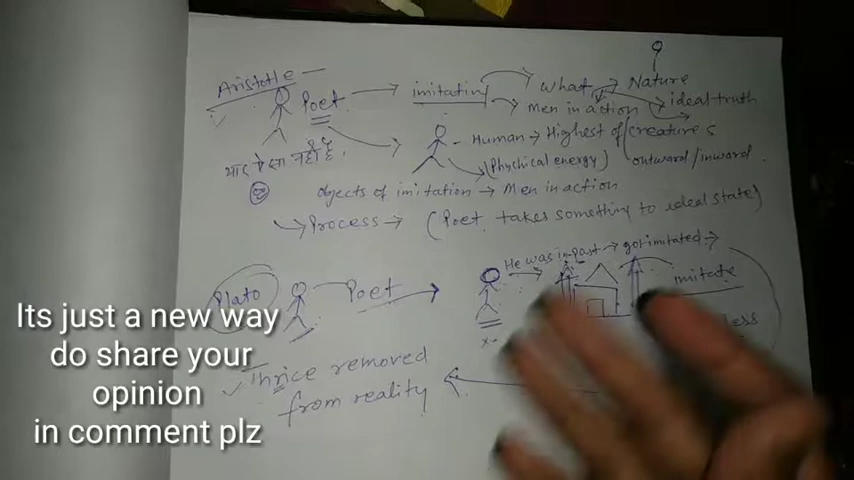 Aristotle —
Poet → imitating → What → Nature
→ Men in action → ideal truth
- Human → Highest of creatures
(Phychical energy) outward/inward.
objects of imitation → Men in action
→ Process → (Poet takes something to ideal state)
He was in past → got imitated →
Plato Poet → imitate
less
Thrice removed
from reality
Its just a new way
do share your
opinion
in comment plz